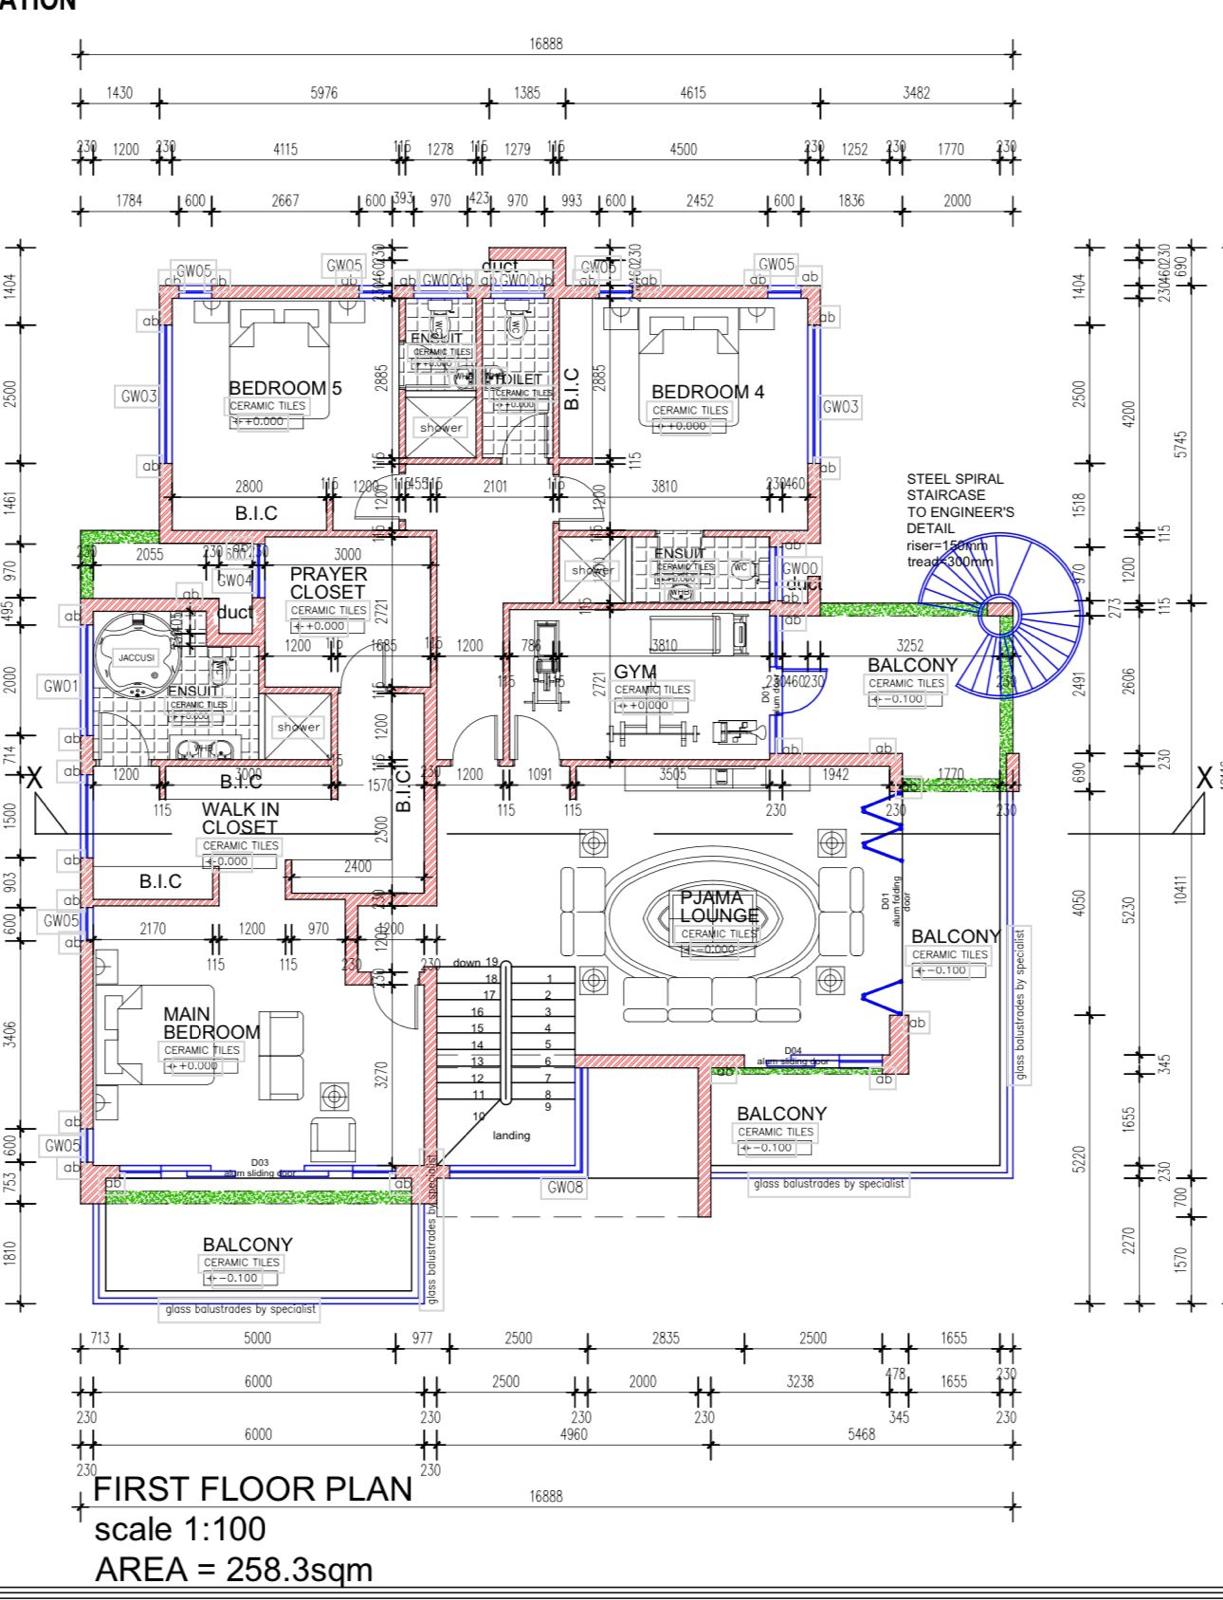 ATION
16888
1430 5976 1385 4615 3482
230 1200 230 4115 115 1278 115 1279 115 4500 230 1252 230 1770 230
1784 600 2667 600 393 970 423 970 993 600 2452 600 1836 2000
duct
GW05 GW05 GW00 GW00 GW05 GW05
ab ab ab ab ab ab ab ab
1404
2500
1461
970
495
2000
714
1500
903
600
3406
600
753
1810
GW03
BEDROOM 5
CERAMIC TILES
+0.000
2885
ENSUIT
CERAMIC TILES
WC
shower
TOILET
CERAMIC TILES
+0.000
WC
B.I.C
2885
BEDROOM 4
CERAMIC TILES
+0.000
GW03
2800 115 1200 115 455 115 2101 115 3810 230 460
B.I.C
STEEL SPIRAL
STAIRCASE
TO ENGINEER'S
DETAIL
riser=150mm
tread=300mm
2055 230 3000
GW04
duct
PRAYER
CLOSET
CERAMIC TILES
+0.000
2721
shower
ENSUIT
CERAMIC TILES
WC
WHB
GW00
duct
1200 115 1685 115 1200 786 3810 3252
JACCUSI
ENSUIT
CERAMIC TILES
+0.000
WHB
GW01
shower
1200
GYM
CERAMIC TILES
+0.000
2721
D01
BALCONY
CERAMIC TILES
-0.100
X X
1200 3000 1570 230 1200 1091 3505 1942 1770
115 115 115 230 230 230
B.I.C
B.I.C
WALK IN
CLOSET
CERAMIC TILES
0.000
2300
2400
B.I.C
GW05
2170 1200 970 1200
115 115 230 230
PJAMA
LOUNGE
CERAMIC TILES
-0.000
D01
alum folding
door
BALCONY
CERAMIC TILES
-0.100
glass balustrades by specialist
MAIN
BEDROOM
CERAMIC TILES
+0.000
3270
down 19
18 1
17 2
16 3
15 4
14 5
13 6
12 7
11 8
10 9
landing
D04
alum sliding door
BALCONY
CERAMIC TILES
-0.100
GW05
D03
alum sliding door
GW08
glass balustrades by specialist
BALCONY
CERAMIC TILES
-0.100
glass balustrades by specialist
glass balustrades by specialist
1404
2500
1518
970
273
2491
690
4050
5220
4200
115
1200
115
2606
230
5230
345
1655
230
2270
230 460 230
690
5745
10411
700
1570
713 5000 977 2500 2835 2500 1655
6000 2500 2000 3238 478 1655 230
230 230 230 230 345 230
6000 4960 5468
230 230
16888
FIRST FLOOR PLAN
scale 1:100
AREA = 258.3sqm